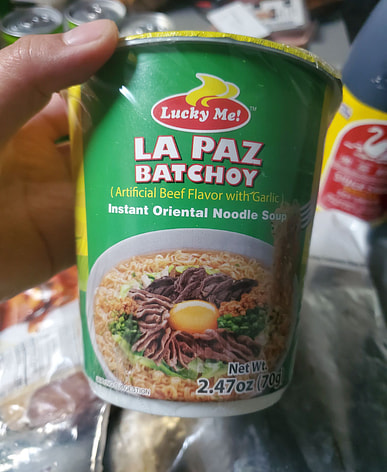 Lucky Me!™
LA PAZ
BATCHOY
(Artificial Beef Flavor with Garlic)
Instant Oriental Noodle Soup
Net Wt.
2.47oz (70g)